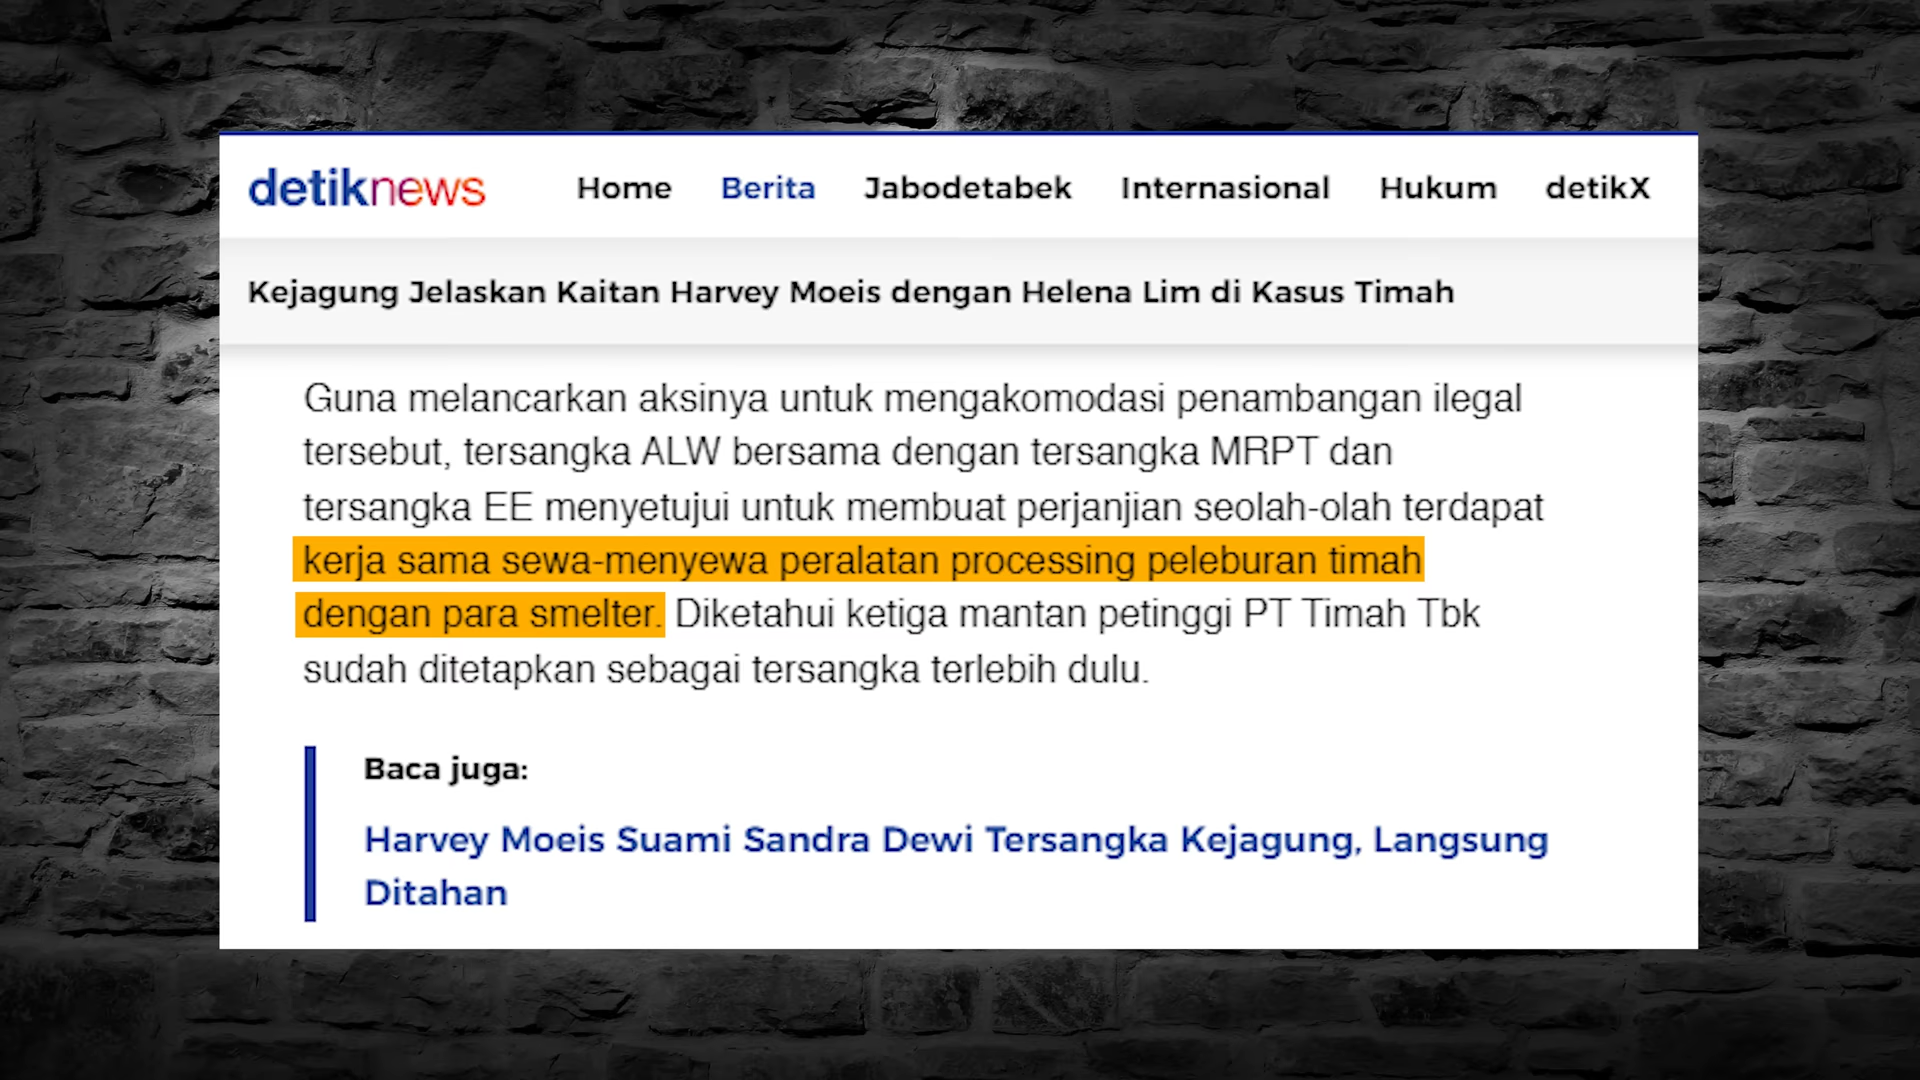 detiknews Home Berita Jabodetabek Internasional Hukum detikX
Kejagung Jelaskan Kaitan Harvey Moeis dengan Helena Lim di Kasus Timah
Guna melancarkan aksinya untuk mengakomodasi penambangan ilegal
tersebut, tersangka ALW bersama dengan tersangka MRPT dan
tersangka EE menyetujui untuk membuat perjanjian seolah-olah terdapat
kerja sama sewa-menyewa peralatan processing peleburan timah
dengan para smelter. Diketahui ketiga mantan petinggi PT Timah Tbk
sudah ditetapkan sebagai tersangka terlebih dulu.
Baca juga:
Harvey Moeis Suami Sandra Dewi Tersangka Kejagung, Langsung
Ditahan